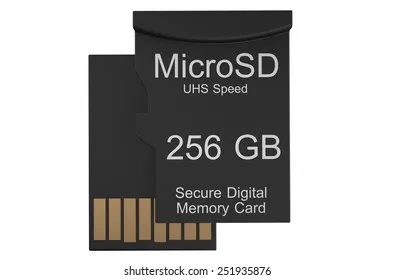 MicroSD
UHS Speed
256 GB
Secure Digital
Memory Card
shutterstock.com · 251935876